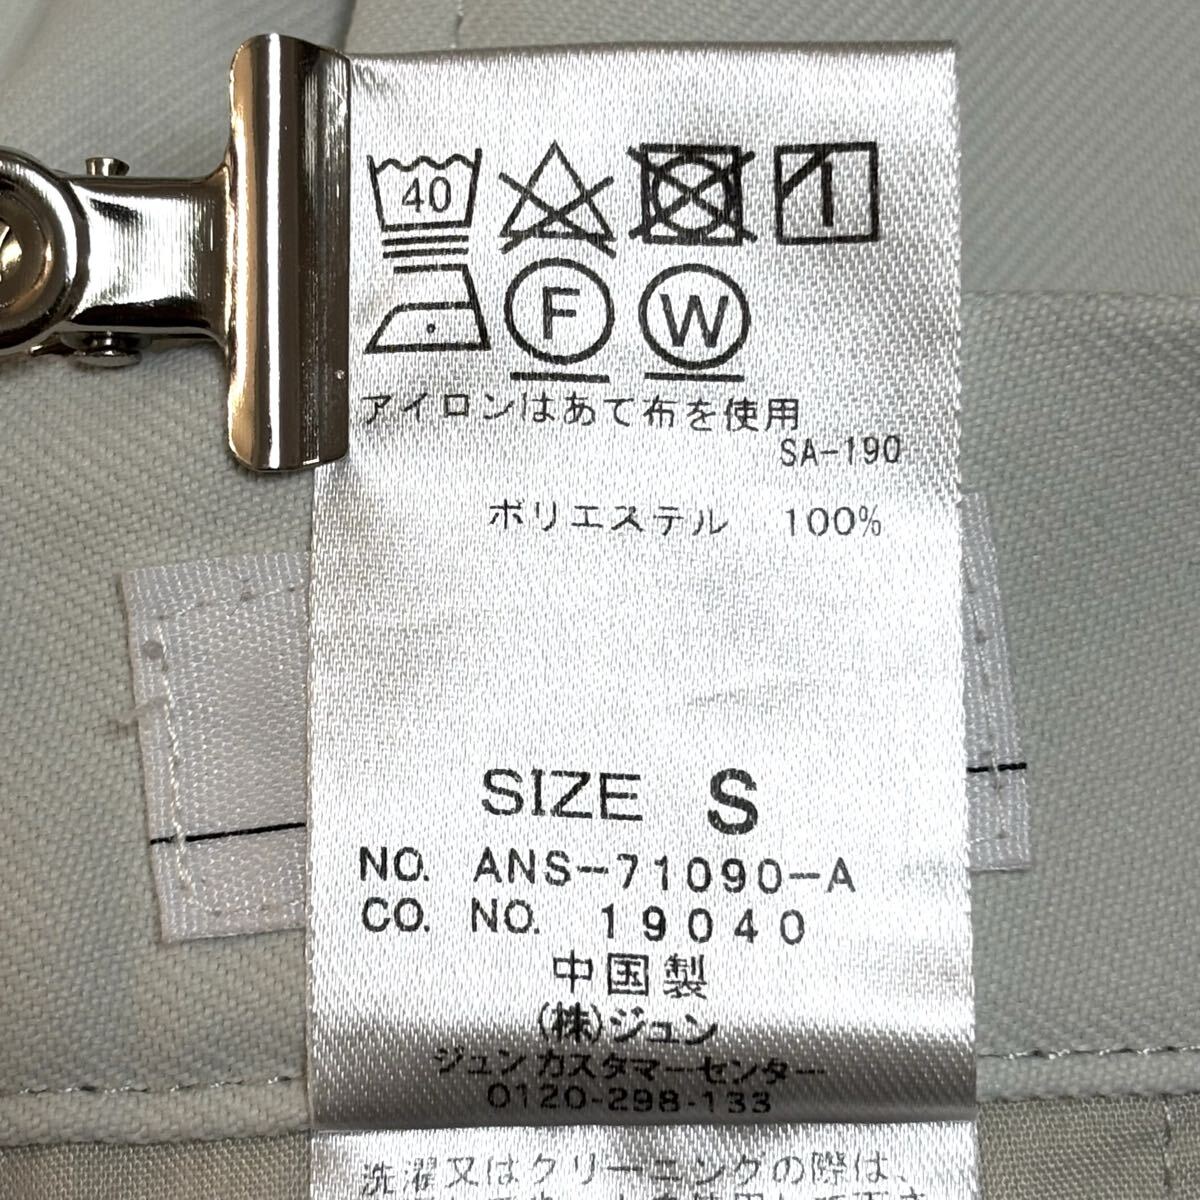 40
F W
アイロンはあて布を使用
SA-190
ポリエステル 100%
SIZE S
NO. ANS-71090-A
CO. NO. 19040
中国製
(株)ジュン
ジュンカスタマーセンター
0120-298-133
洗濯又はクリーニングの際は、